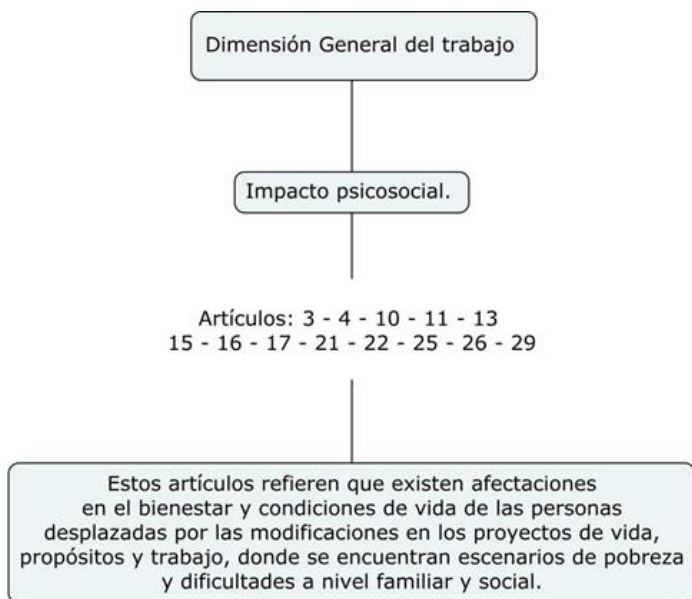 Dimensión General del trabajo
Impacto psicosocial.
Artículos: 3 - 4 - 10 - 11 - 13
15 - 16 - 17 - 21 - 22 - 25 - 26 - 29
Estos artículos refieren que existen afectaciones
en el bienestar y condiciones de vida de las personas
desplazadas por las modificaciones en los proyectos de vida,
propósitos y trabajo, donde se encuentran escenarios de pobreza
y dificultades a nivel familiar y social.